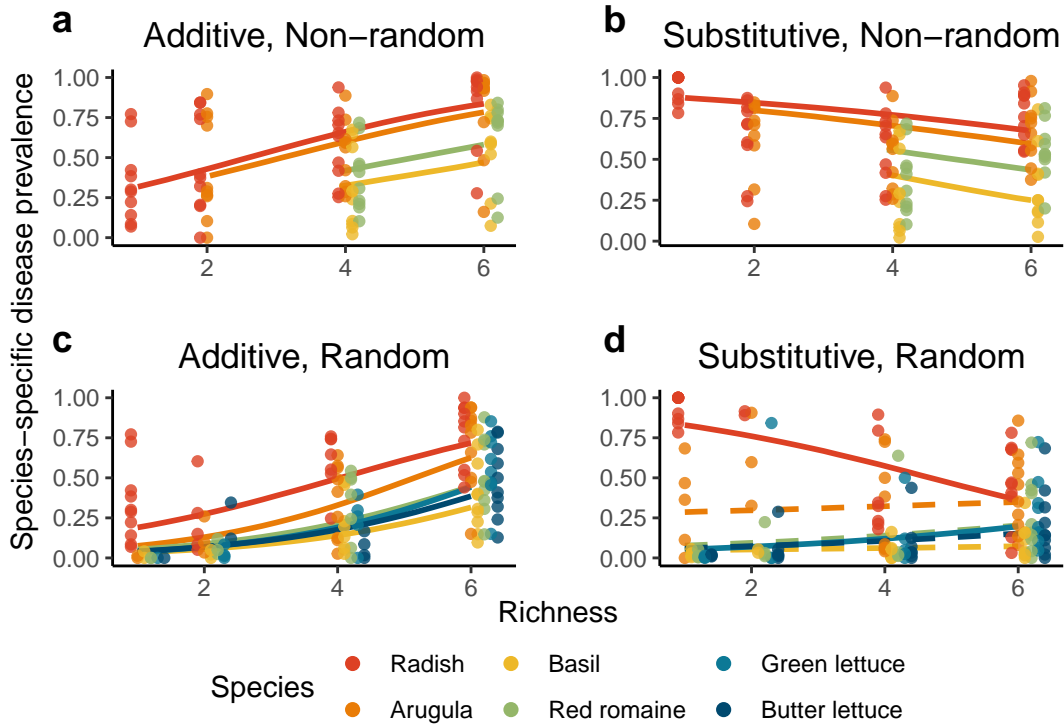 a
Additive, Non−random
b
Substitutive, Non−random
Species−specific disease prevalence
1.00
0.75
0.50
0.25
0.00
2
4
6
1.00
0.75
0.50
0.25
0.00
2
4
6
c
Additive, Random
d
Substitutive, Random
1.00
0.75
0.50
0.25
0.00
2
4
6
1.00
0.75
0.50
0.25
0.00
2
4
6
Richness
Species
Radish
Basil
Green lettuce
Arugula
Red romaine
Butter lettuce